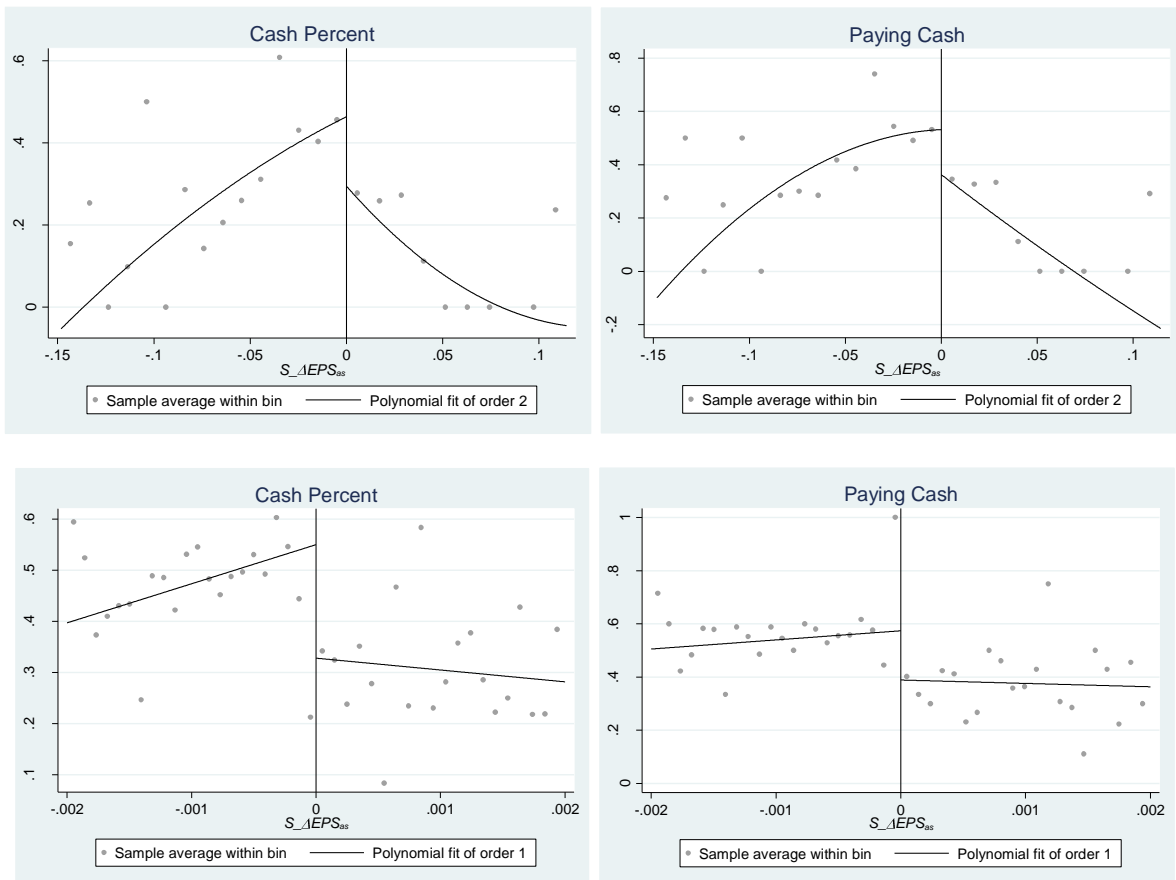 Cash Percent
.6
.4
.2
0
-.15 -.1 -.05 0 .05 .1
S_ΔEPSas
Sample average within bin Polynomial fit of order 2
Paying Cash
.8
.6
.4
.2
0
-.2
-.15 -.1 -.05 0 .05 .1
S_ΔEPSas
Sample average within bin Polynomial fit of order 2
Cash Percent
.6
.5
.4
.3
.2
.1
-.002 -.001 0 .001 .002
S_ΔEPSas
Sample average within bin Polynomial fit of order 1
Paying Cash
1
.8
.6
.4
.2
0
-.002 -.001 0 .001 .002
S_ΔEPSas
Sample average within bin Polynomial fit of order 1